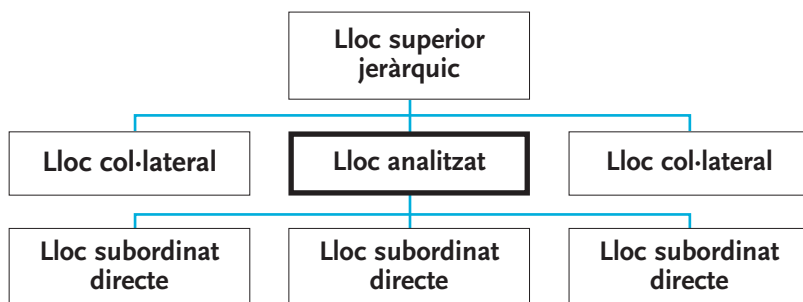 Lloc superior
jeràrquic
Lloc col·lateral
Lloc analitzat
Lloc col·lateral
Lloc subordinat
directe
Lloc subordinat
directe
Lloc subordinat
directe